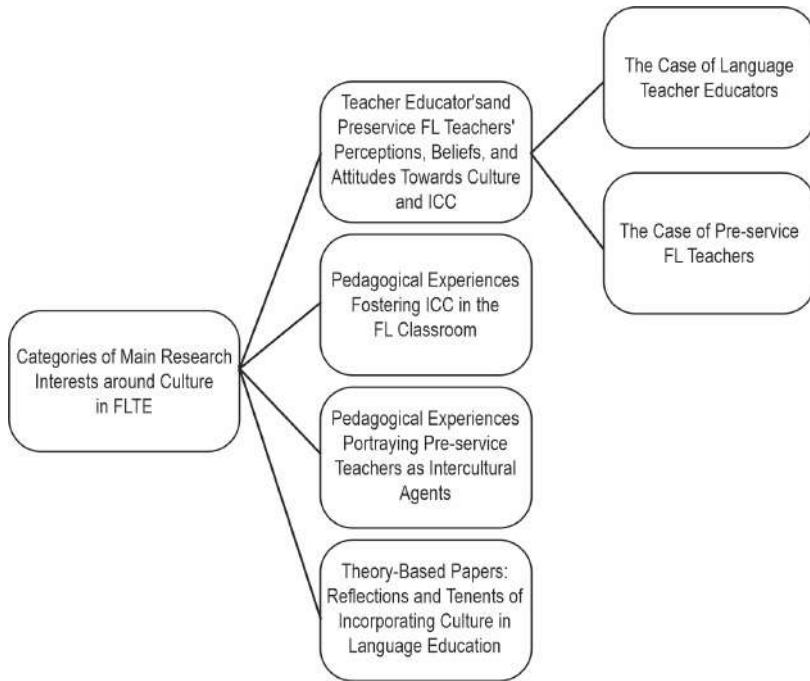 Categories of Main Research
Interests around Culture
in FLTE
Teacher Educator'sand
Preservice FL Teachers'
Perceptions, Beliefs, and
Attitudes Towards Culture
and ICC
The Case of Language
Teacher Educators
The Case of Pre-service
FL Teachers
Pedagogical Experiences
Fostering ICC in the
FL Classroom
Pedagogical Experiences
Portraying Pre-service
Teachers as Intercultural
Agents
Theory-Based Papers:
Reflections and Tenents of
Incorporating Culture in
Language Education